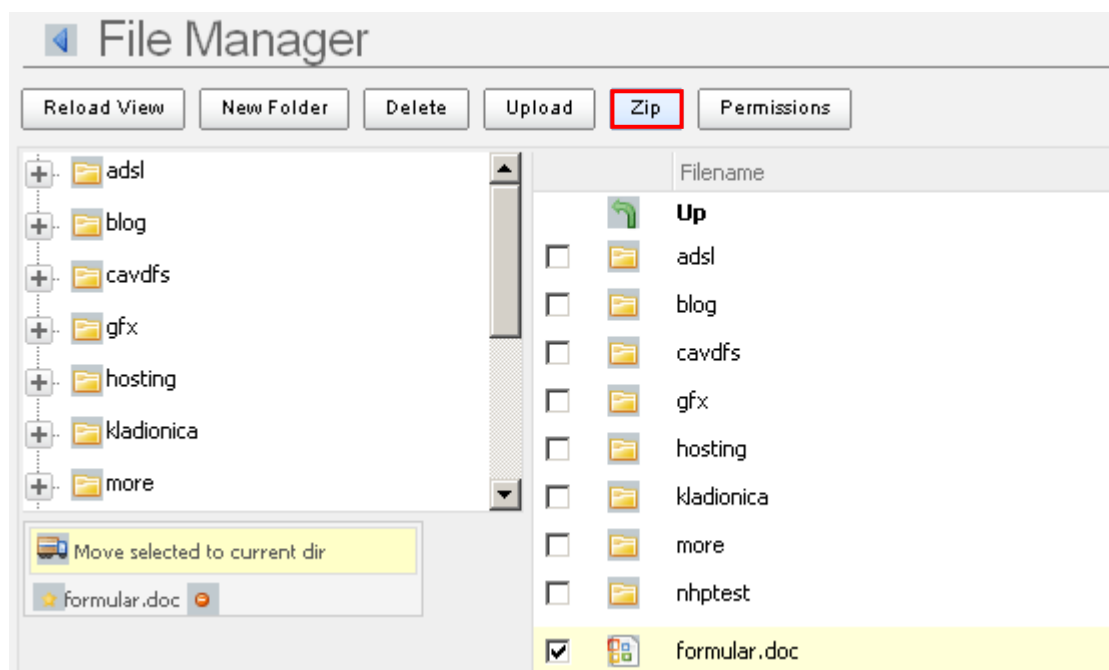 File Manager
Reload View New Folder Delete Upload Zip Permissions
adsl
blog
cavdfs
gfx
hosting
kladionica
more
Move selected to current dir
formular.doc
Filename
Up
adsl
blog
cavdfs
gfx
hosting
kladionica
more
nhptest
formular.doc